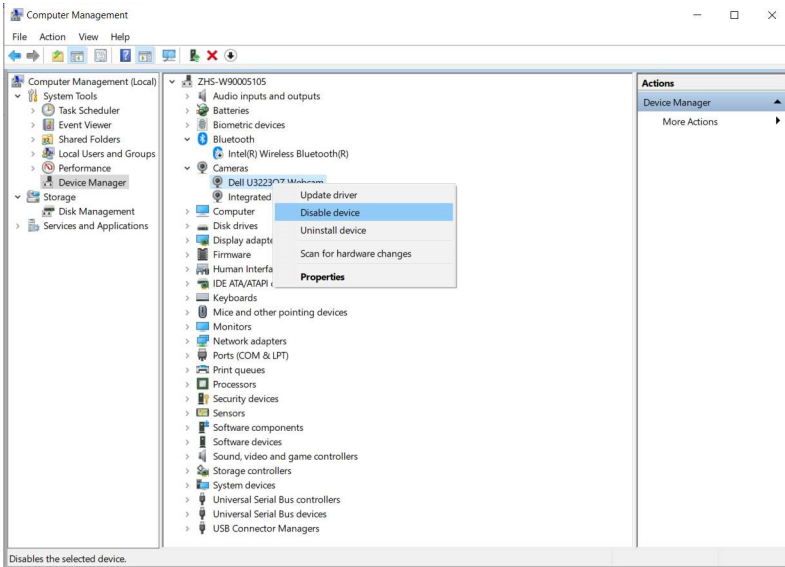 Computer Management
File Action View Help
Computer Management (Local)
System Tools
Task Scheduler
Event Viewer
Shared Folders
Local Users and Groups
Performance
Device Manager
Storage
Disk Management
Services and Applications
ZHS-W90005105
Audio inputs and outputs
Batteries
Biometric devices
Bluetooth
Intel(R) Wireless Bluetooth(R)
Cameras
Dell U3223QZ Webcam
Integrated
Computer
Disk drives
Display adapte
Firmware
Human Interfa
IDE ATA/ATAPI
Keyboards
Mice and other pointing devices
Monitors
Network adapters
Ports (COM & LPT)
Print queues
Processors
Security devices
Sensors
Software components
Software devices
Sound, video and game controllers
Storage controllers
System devices
Universal Serial Bus controllers
Universal Serial Bus devices
USB Connector Managers
Update driver
Disable device
Uninstall device
Scan for hardware changes
Properties
Actions
Device Manager
More Actions
Disables the selected device.